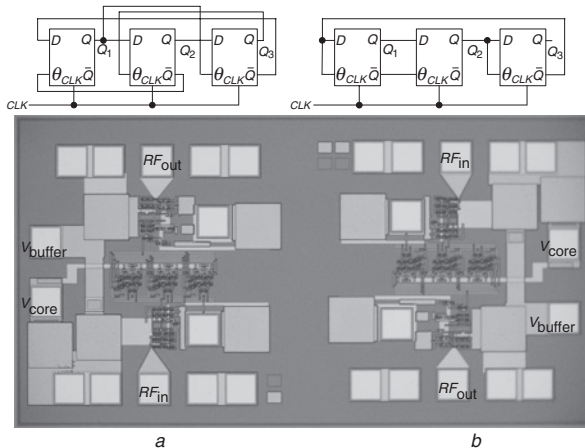 D Q D Q D Q D Q D Q D Q
Q1 Q2 Q3 Q1 Q2 Q3
θCLK Q̄ θCLK Q̄ θCLK Q̄ θCLK Q̄ θCLK Q̄ θCLK Q̄
CLK CLK
RFout RFin
Vbuffer Vcore
Vcore Vbuffer
RFin RFout
a b